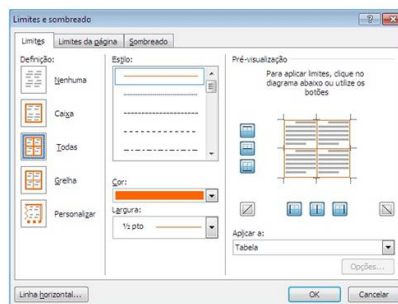 Limites e sombreado
Limites
Limites da página
Sombreado
Definição:
Nenhuma
Caixa
Todas
Grelha
Personalizar
Estilo:
Cor:
Largura:
½ pto
Pré-visualização
Para aplicar limites, clique no
diagrama abaixo ou utilize os
botões
Aplicar a:
Tabela
Opções...
Linha horizontal...
OK
Cancelar